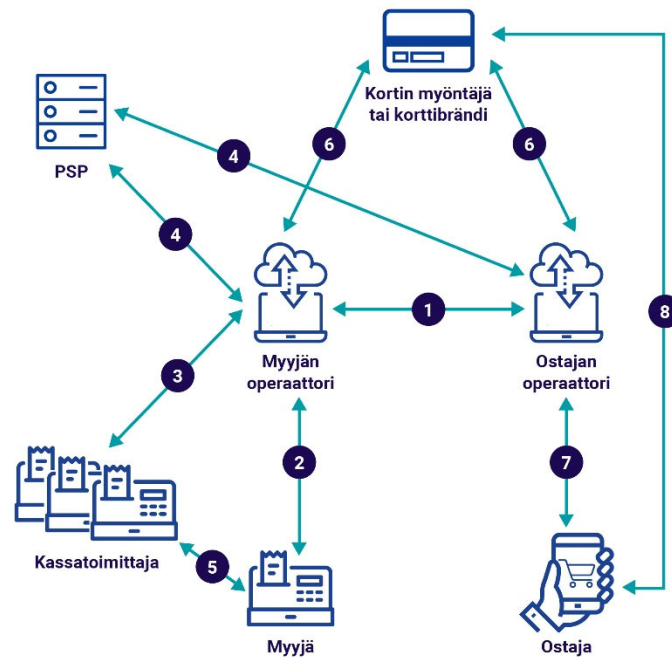 Kortin myöntäjä
tai korttibrändi
PSP
6
6
4
4
1
8
Myyjän
operaattori
Ostajan
operaattori
3
2
7
Kassatoimittaja
5
Myyjä
Ostaja